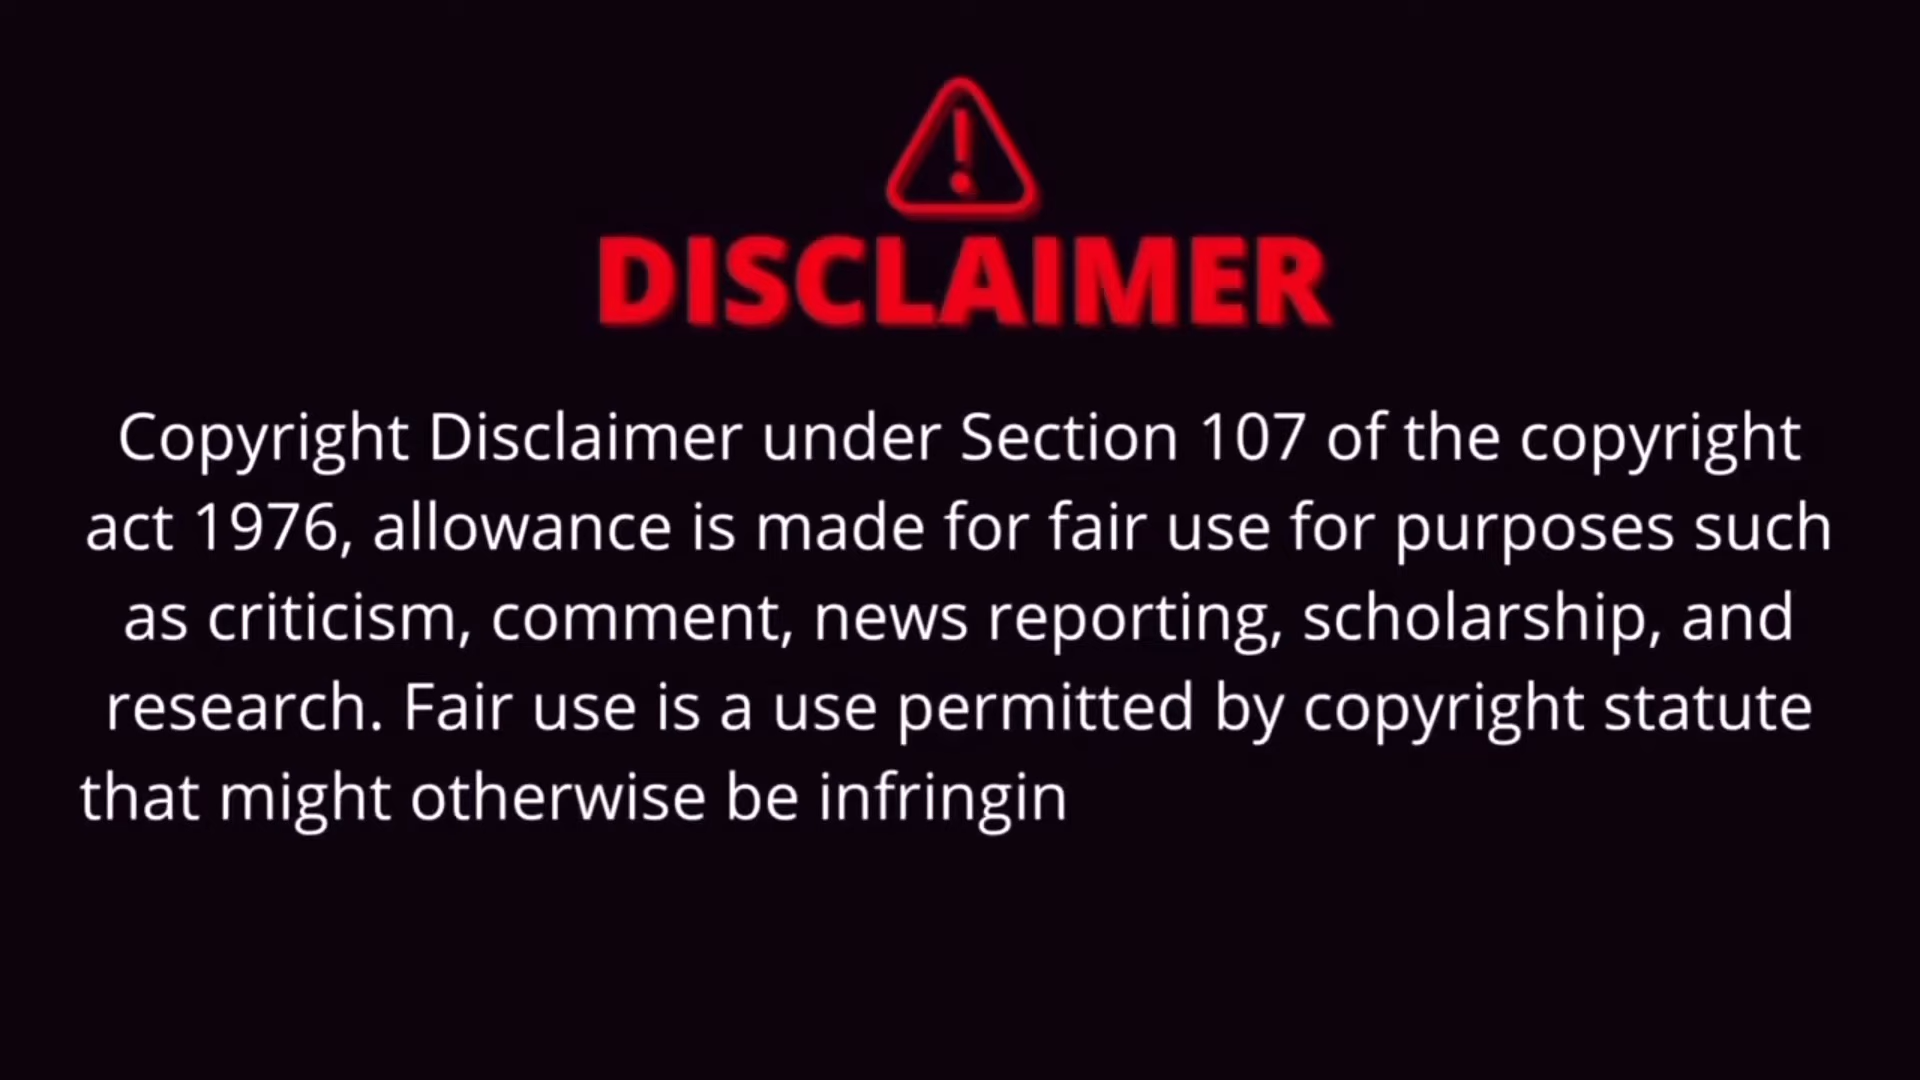 DISCLAIMER
Copyright Disclaimer under Section 107 of the copyright
act 1976, allowance is made for fair use for purposes such
as criticism, comment, news reporting, scholarship, and
research. Fair use is a use permitted by copyright statute
that might otherwise be infringin